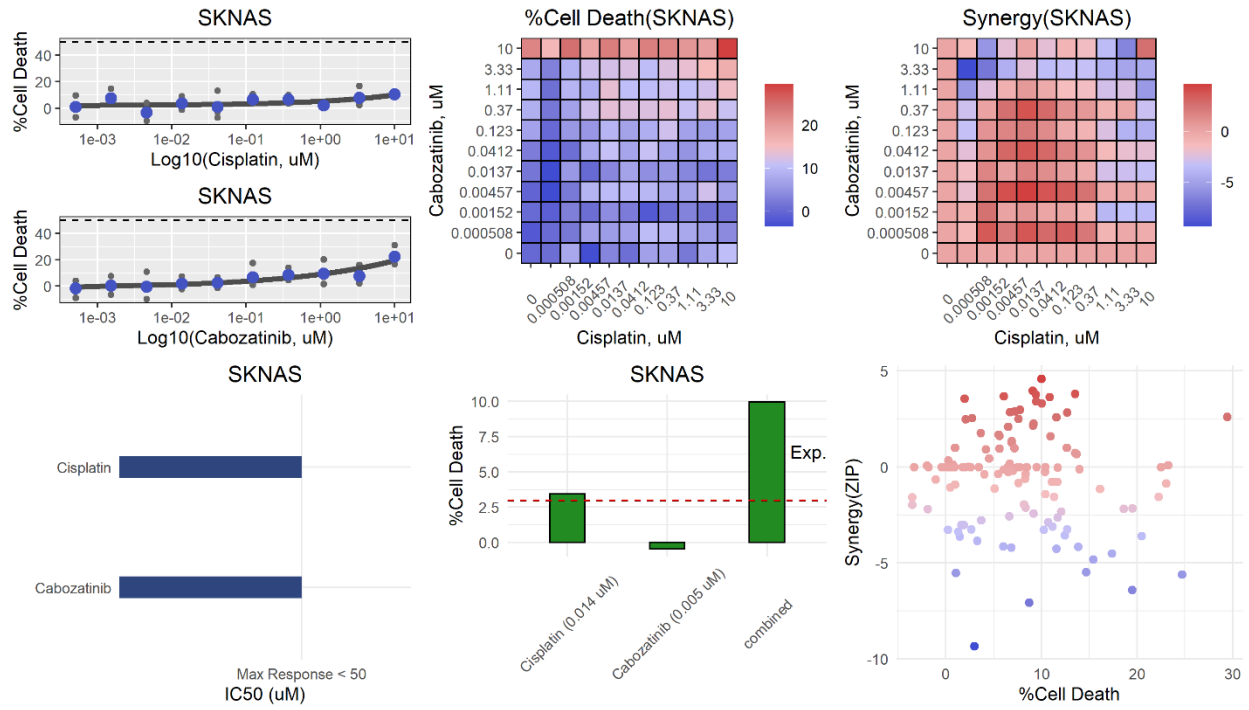 SKNAS
%Cell Death
40
20
0
1e-03
1e-02
1e-01
1e+00
1e+01
Log10(Cisplatin, uM)
SKNAS
%Cell Death
40
20
0
1e-03
1e-02
1e-01
1e+00
1e+01
Log10(Cabozatinib, uM)
%Cell Death(SKNAS)
Cabozatinib, uM
10
3.33
1.11
0.37
0.123
0.0412
0.0137
0.00457
0.00152
0.000508
0
0
0.000508
0.00152
0.00457
0.0137
0.0412
0.123
0.37
1.11
3.33
10
Cisplatin, uM
20
10
0
Synergy(SKNAS)
Cabozatinib, uM
10
3.33
1.11
0.37
0.123
0.0412
0.0137
0.00457
0.00152
0.000508
0
0
0.000508
0.00152
0.00457
0.0137
0.0412
0.123
0.37
1.11
3.33
10
Cisplatin, uM
0
-5
SKNAS
Cisplatin
Cabozatinib
Max Response < 50
IC50 (uM)
SKNAS
%Cell Death
10.0
7.5
5.0
2.5
0.0
Exp.
Cisplatin (0.014 uM)
Cabozatinib (0.005 uM)
combined
Synergy(ZIP)
5
0
-5
-10
0
10
20
30
%Cell Death